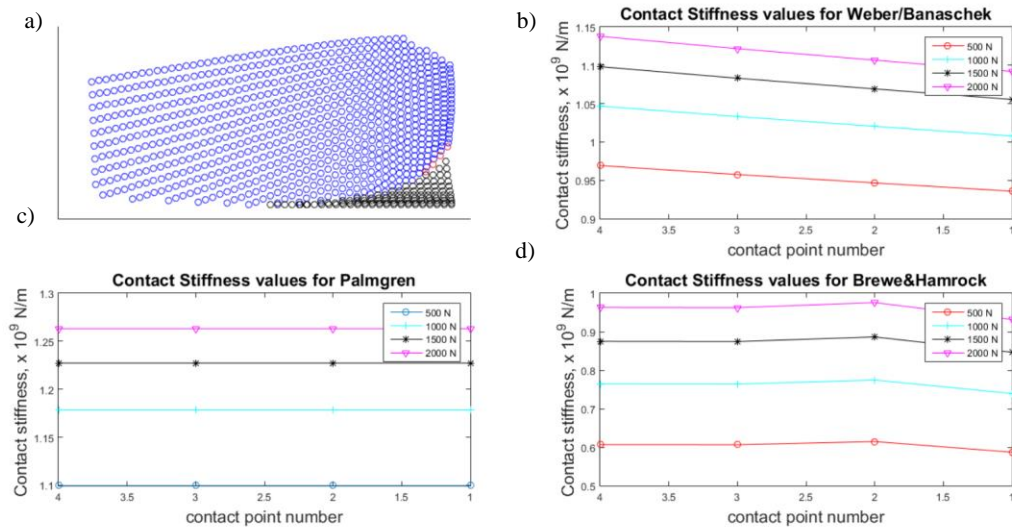 a)
b)
Contact Stiffness values for Weber/Banaschek
Contact stiffness, x 10⁹ N/m
1.15
1.1
1.05
1
0.95
0.9
500 N
1000 N
1500 N
2000 N
4 3.5 3 2.5 2 1.5 1
contact point number
c)
Contact Stiffness values for Palmgren
Contact stiffness, x 10⁹ N/m
1.3
1.25
1.2
1.15
1.1
500 N
1000 N
1500 N
2000 N
4 3.5 3 2.5 2 1.5 1
contact point number
d)
Contact Stiffness values for Brewe&Hamrock
Contact stiffness, x 10⁹ N/m
1
0.9
0.8
0.7
0.6
0.5
500 N
1000 N
1500 N
2000 N
4 3.5 3 2.5 2 1.5 1
contact point number